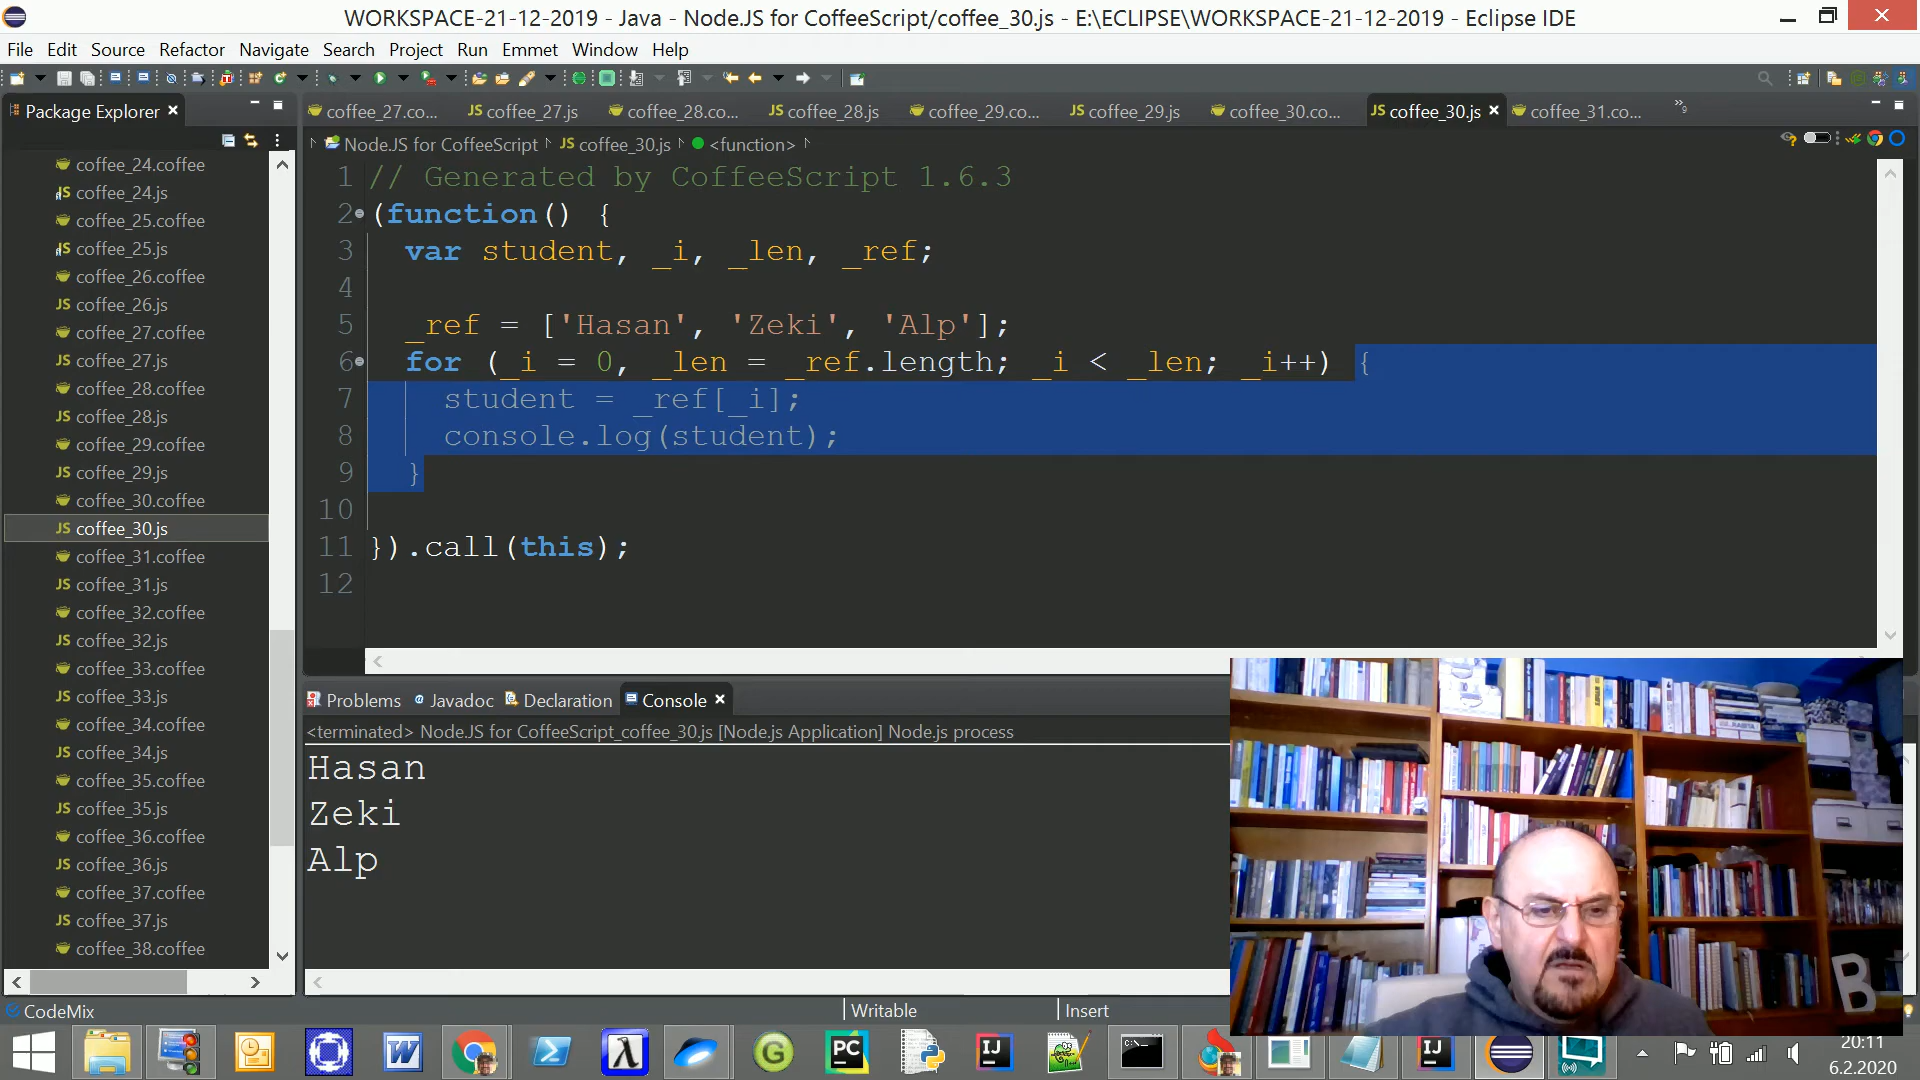 WORKSPACE-21-12-2019 - Java - Node.JS for CoffeeScript/coffee_30.js - E:\ECLIPSE\WORKSPACE-21-12-2019 - Eclipse IDE
File Edit Source Refactor Navigate Search Project Run Emmet Window Help
Package Explorer
coffee_24.coffee
coffee_24.js
coffee_25.coffee
coffee_25.js
coffee_26.coffee
coffee_26.js
coffee_27.coffee
coffee_27.js
coffee_28.coffee
coffee_28.js
coffee_29.coffee
coffee_29.js
coffee_30.coffee
coffee_30.js
coffee_31.coffee
coffee_31.js
coffee_32.coffee
coffee_32.js
coffee_33.coffee
coffee_33.js
coffee_34.coffee
coffee_34.js
coffee_35.coffee
coffee_35.js
coffee_36.coffee
coffee_36.js
coffee_37.coffee
coffee_37.js
coffee_38.coffee
coffee_27.co... JS coffee_27.js coffee_28.co... JS coffee_28.js coffee_29.co... JS coffee_29.js coffee_30.co... JS coffee_30.js coffee_31.co... 9
Node.JS for CoffeeScript JS coffee_30.js <function>
1 // Generated by CoffeeScript 1.6.3
2 (function() {
3 var student, _i, _len, _ref;
4
5 _ref = ['Hasan', 'Zeki', 'Alp'];
6 for (_i = 0, _len = _ref.length; _i < _len; _i++) {
7 student = _ref[_i];
8 console.log(student);
9 }
10
11 }).call(this);
12
Problems @ Javadoc Declaration Console
<terminated> Node.JS for CoffeeScript_coffee_30.js [Node.js Application] Node.js process
Hasan
Zeki
Alp
B
CodeMix Writable Insert
20:11
6.2.2020